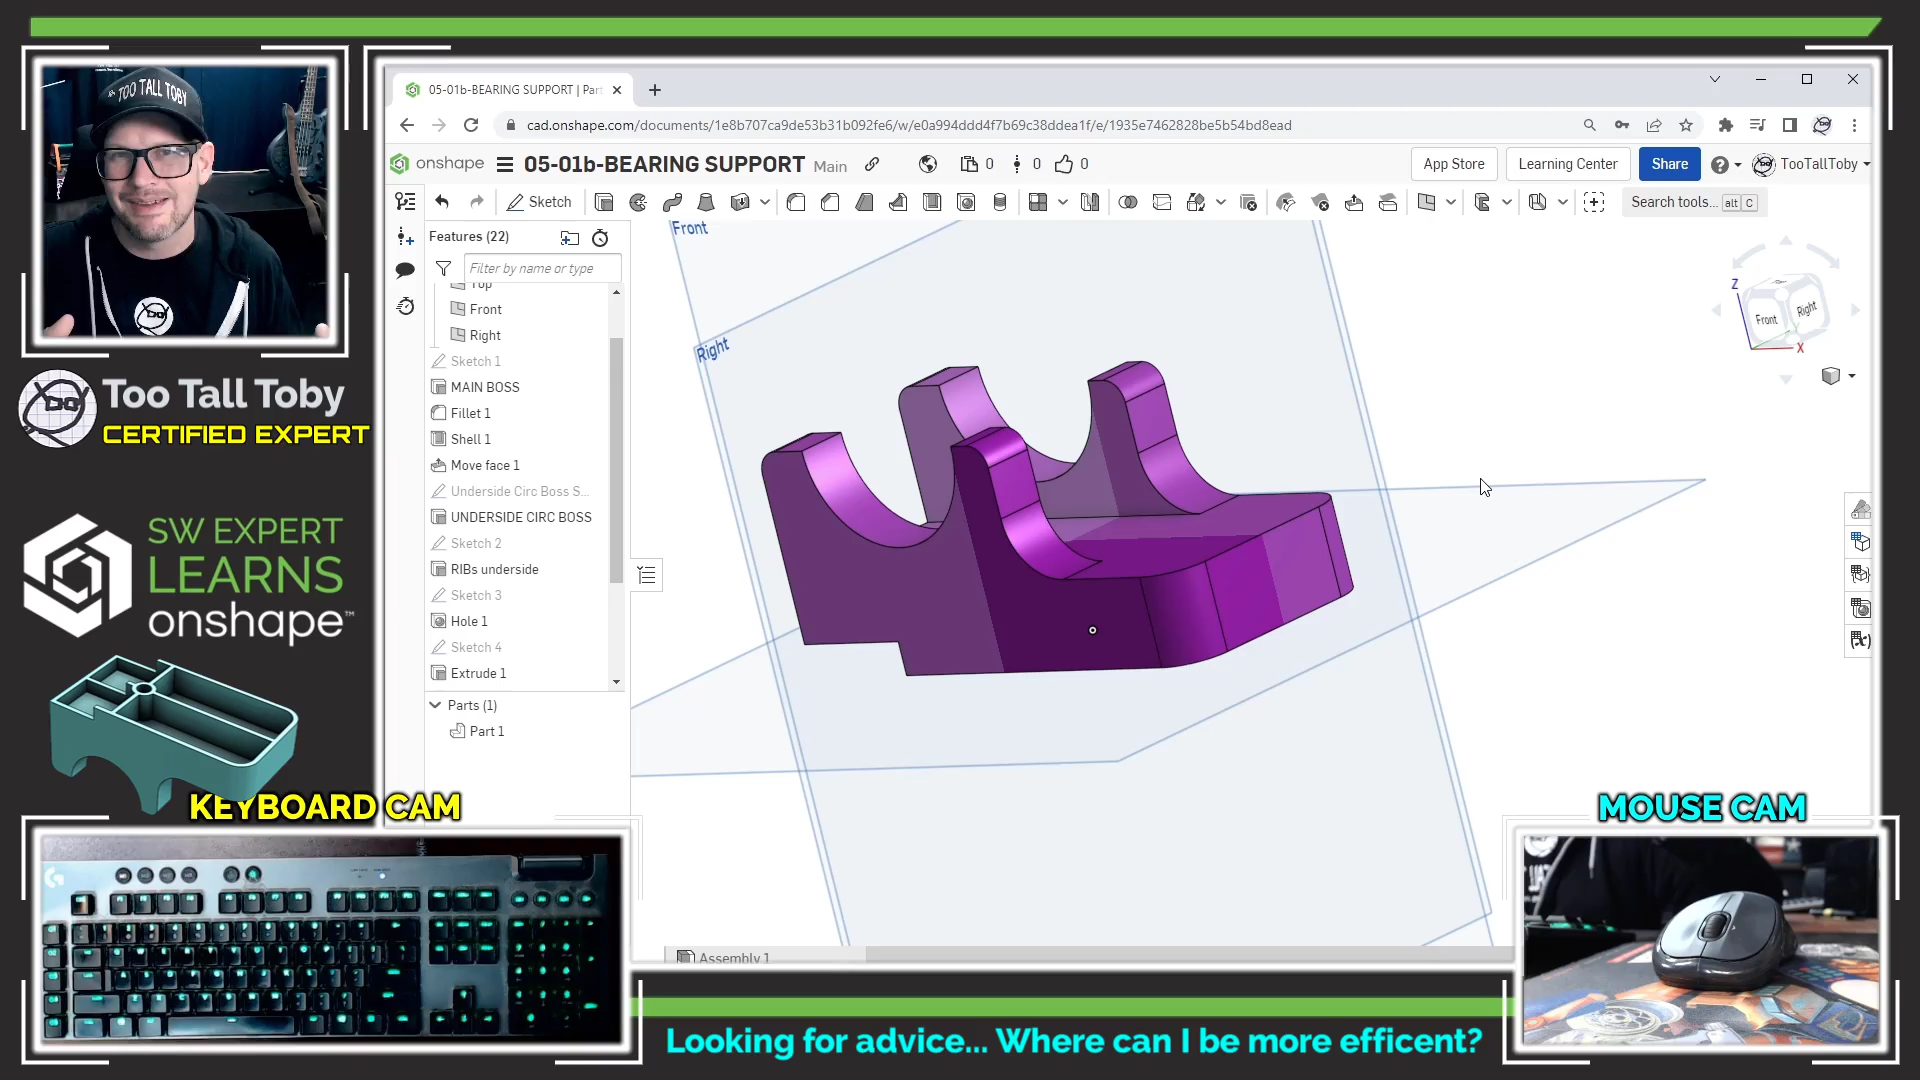 TOO TALL TOBY
Too Tall Toby
CERTIFIED EXPERT
SW EXPERT
LEARNS
onshape™
KEYBOARD CAM
05-01b-BEARING SUPPORT | Part
cad.onshape.com/documents/1e8b707ca9de53b31b092fe6/w/e0a994ddd4f7b69c38ddea1f/e/1935e7462828be5b54bd8ead
onshape
05-01b-BEARING SUPPORT
Main
0
0
0
App Store
Learning Center
Share
TooTallToby
Sketch
Search tools...
alt
C
Features (22)
Filter by name or type
Top
Front
Right
Sketch 1
MAIN BOSS
Fillet 1
Shell 1
Move face 1
Underside Circ Boss S...
UNDERSIDE CIRC BOSS
Sketch 2
RIBs underside
Sketch 3
Hole 1
Sketch 4
Extrude 1
Parts (1)
Part 1
Front
Right
Z
Front
Right
X
Assembly 1
MOUSE CAM
Looking for advice... Where can I be more efficent?